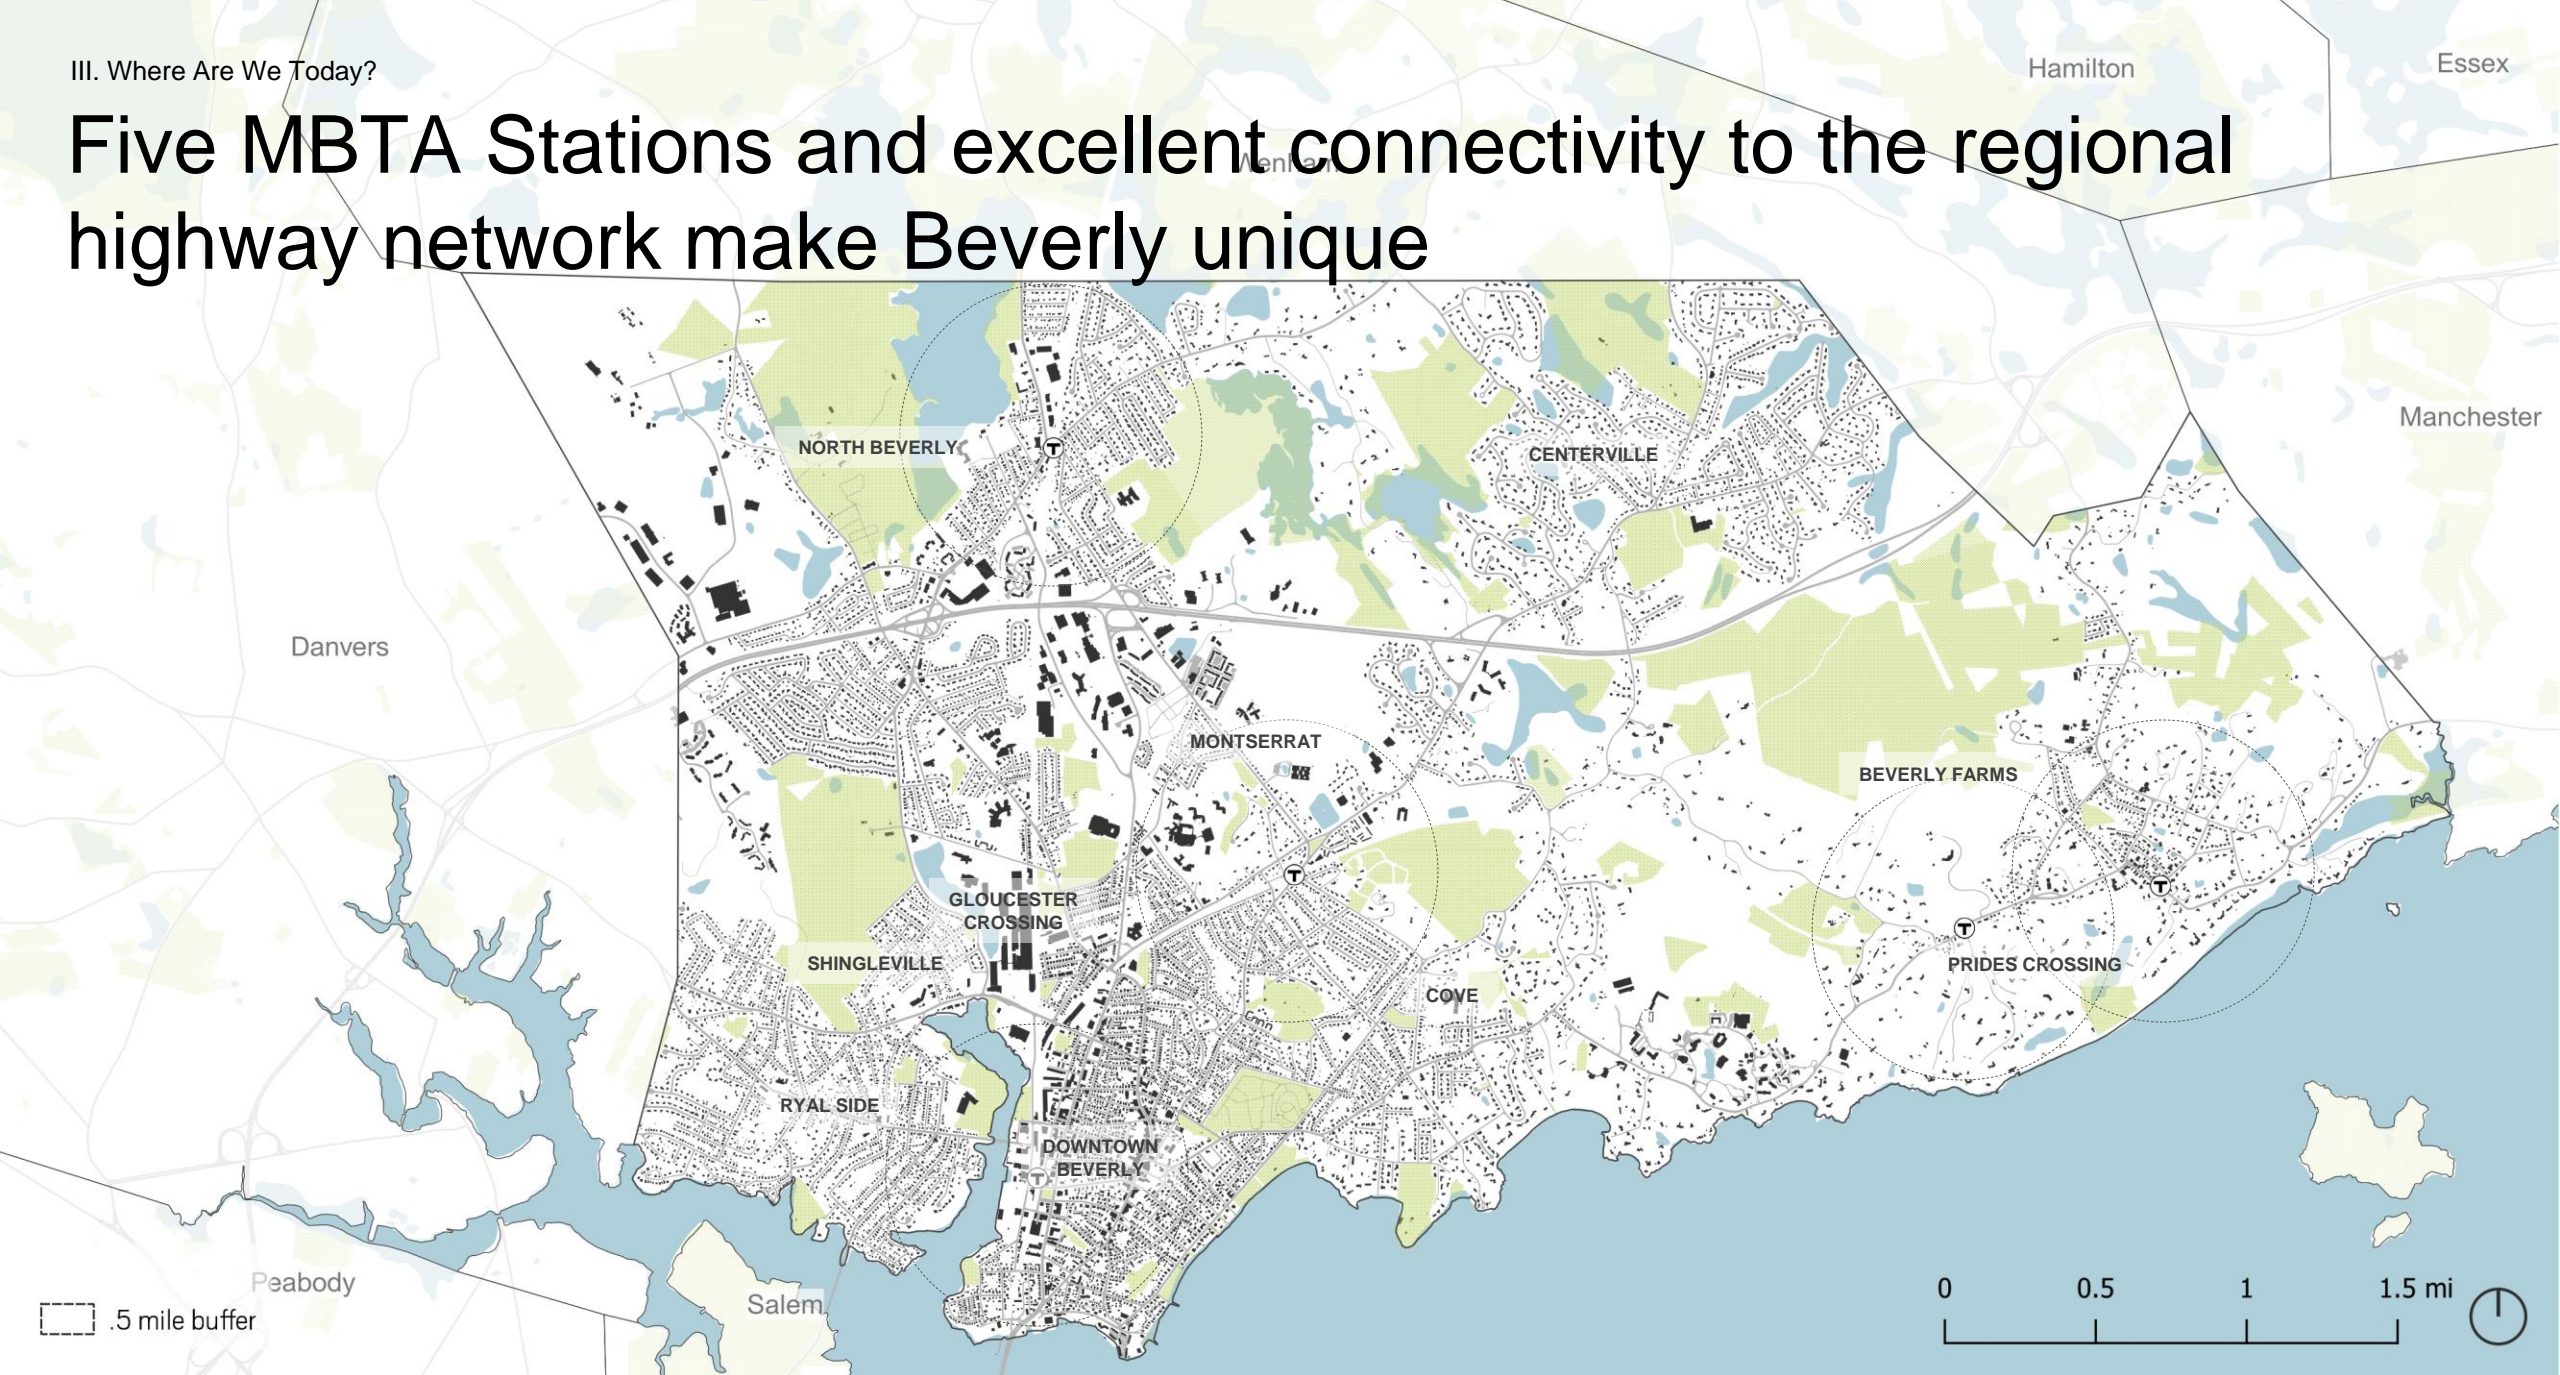 III. Where Are We Today?
Five MBTA Stations and excellent connectivity to the regional
highway network make Beverly unique
Hamilton
Essex
Wenham
Manchester
NORTH BEVERLY
T
CENTERVILLE
Danvers
MONTSERRAT
BEVERLY FARMS
T
T
GLOUCESTER
CROSSING
T
SHINGLEVILLE
PRIDES CROSSING
COVE
RYAL SIDE
DOWNTOWN
BEVERLY
T
Peabody
Salem
.5 mile buffer
0 0.5 1 1.5 mi